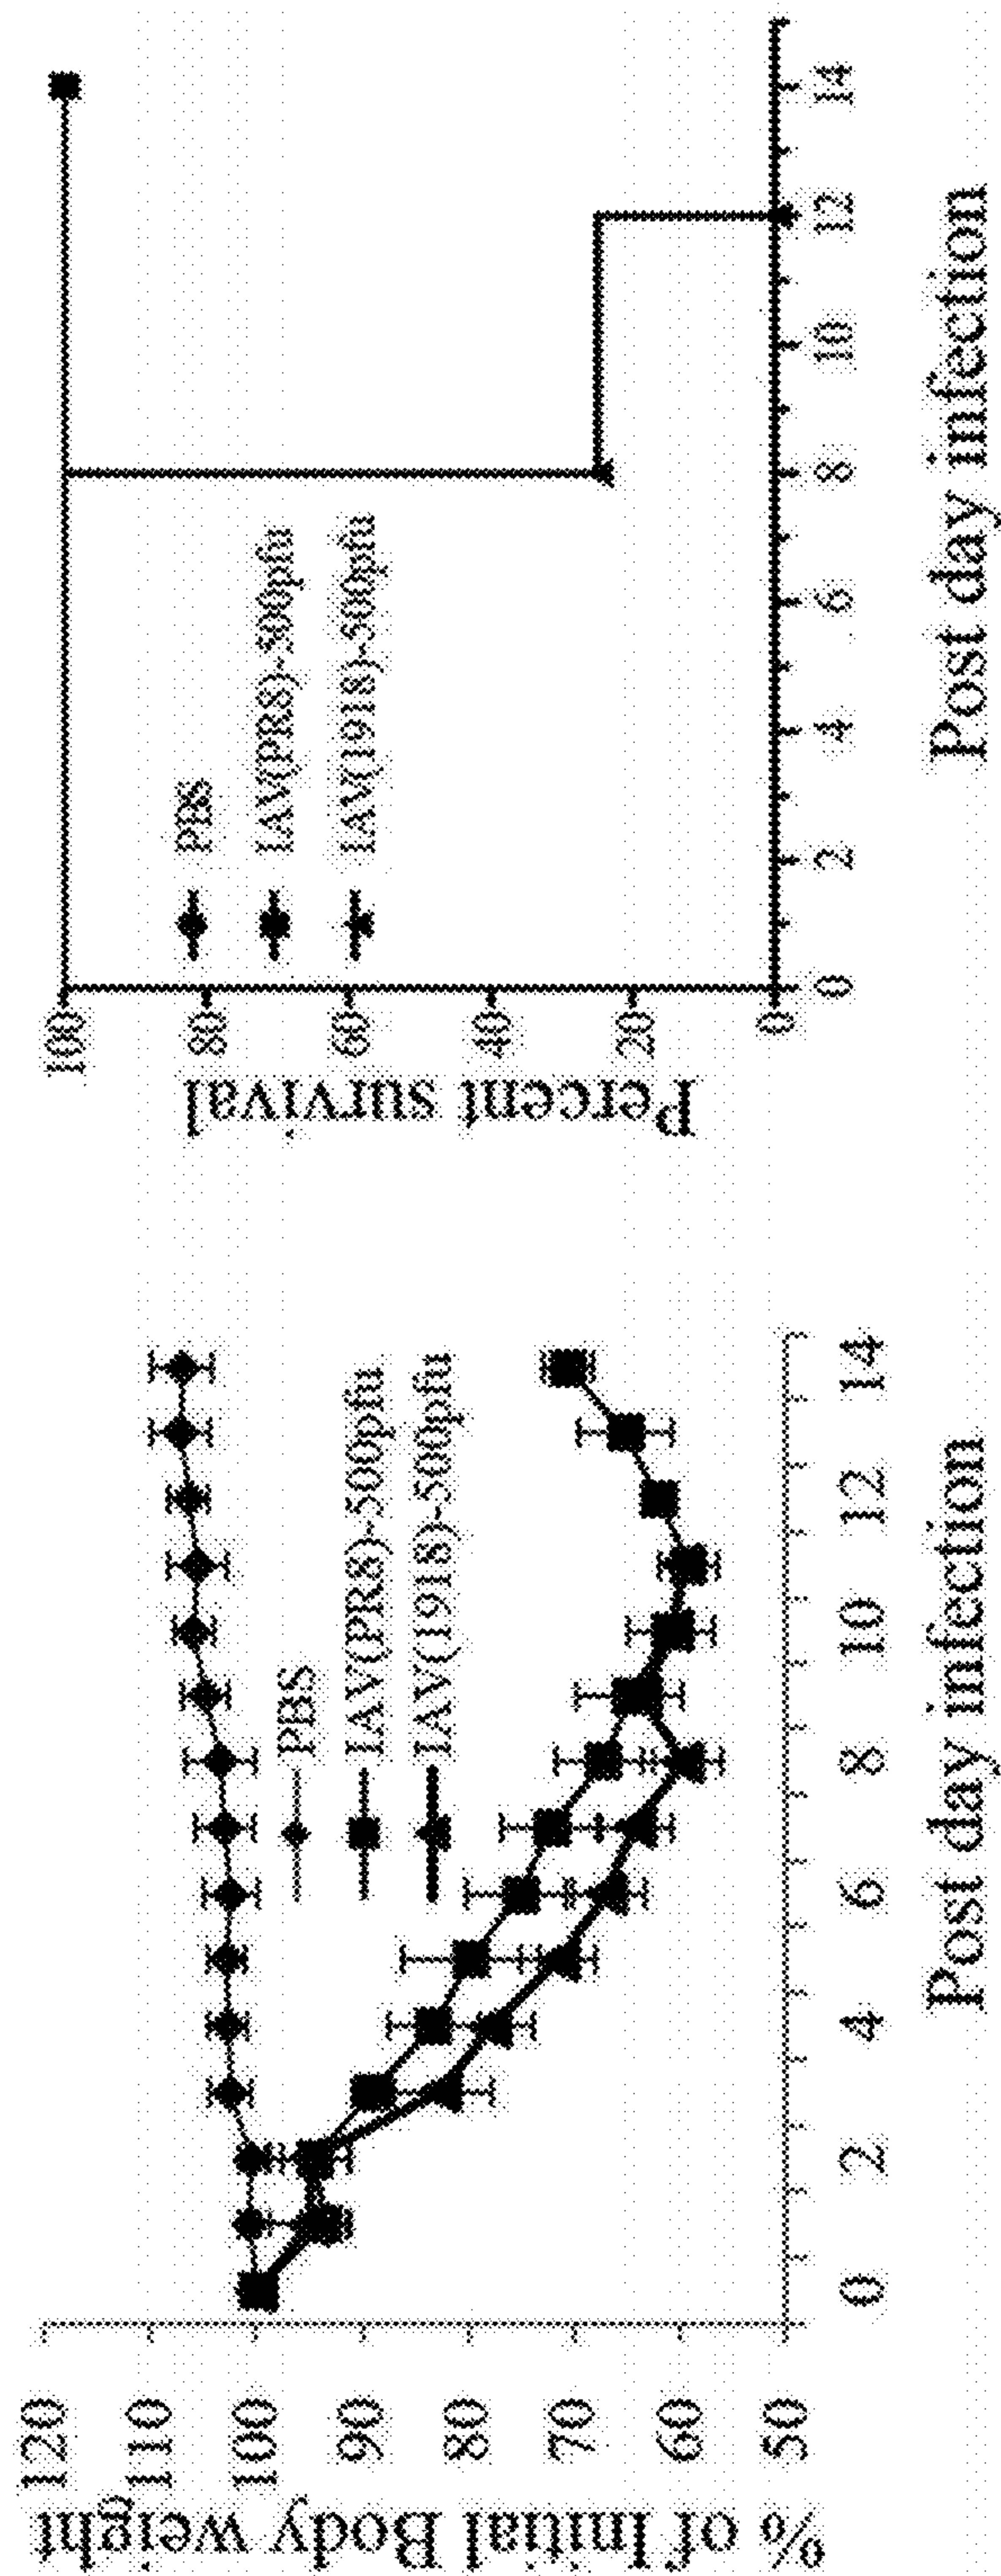 % of Initial Body weight
120
110
100
90
80
70
60
50
PBS
IAV(PR8)-500pfu
IAV(1918)-500pfu
0 2 4 6 8 10 12 14
Post day infection
Percent survival
100
80
60
40
20
0
PBS
IAV(PR8)-500pfu
IAV(1918)-500pfu
0 2 4 6 8 10 12 14
Post day infection